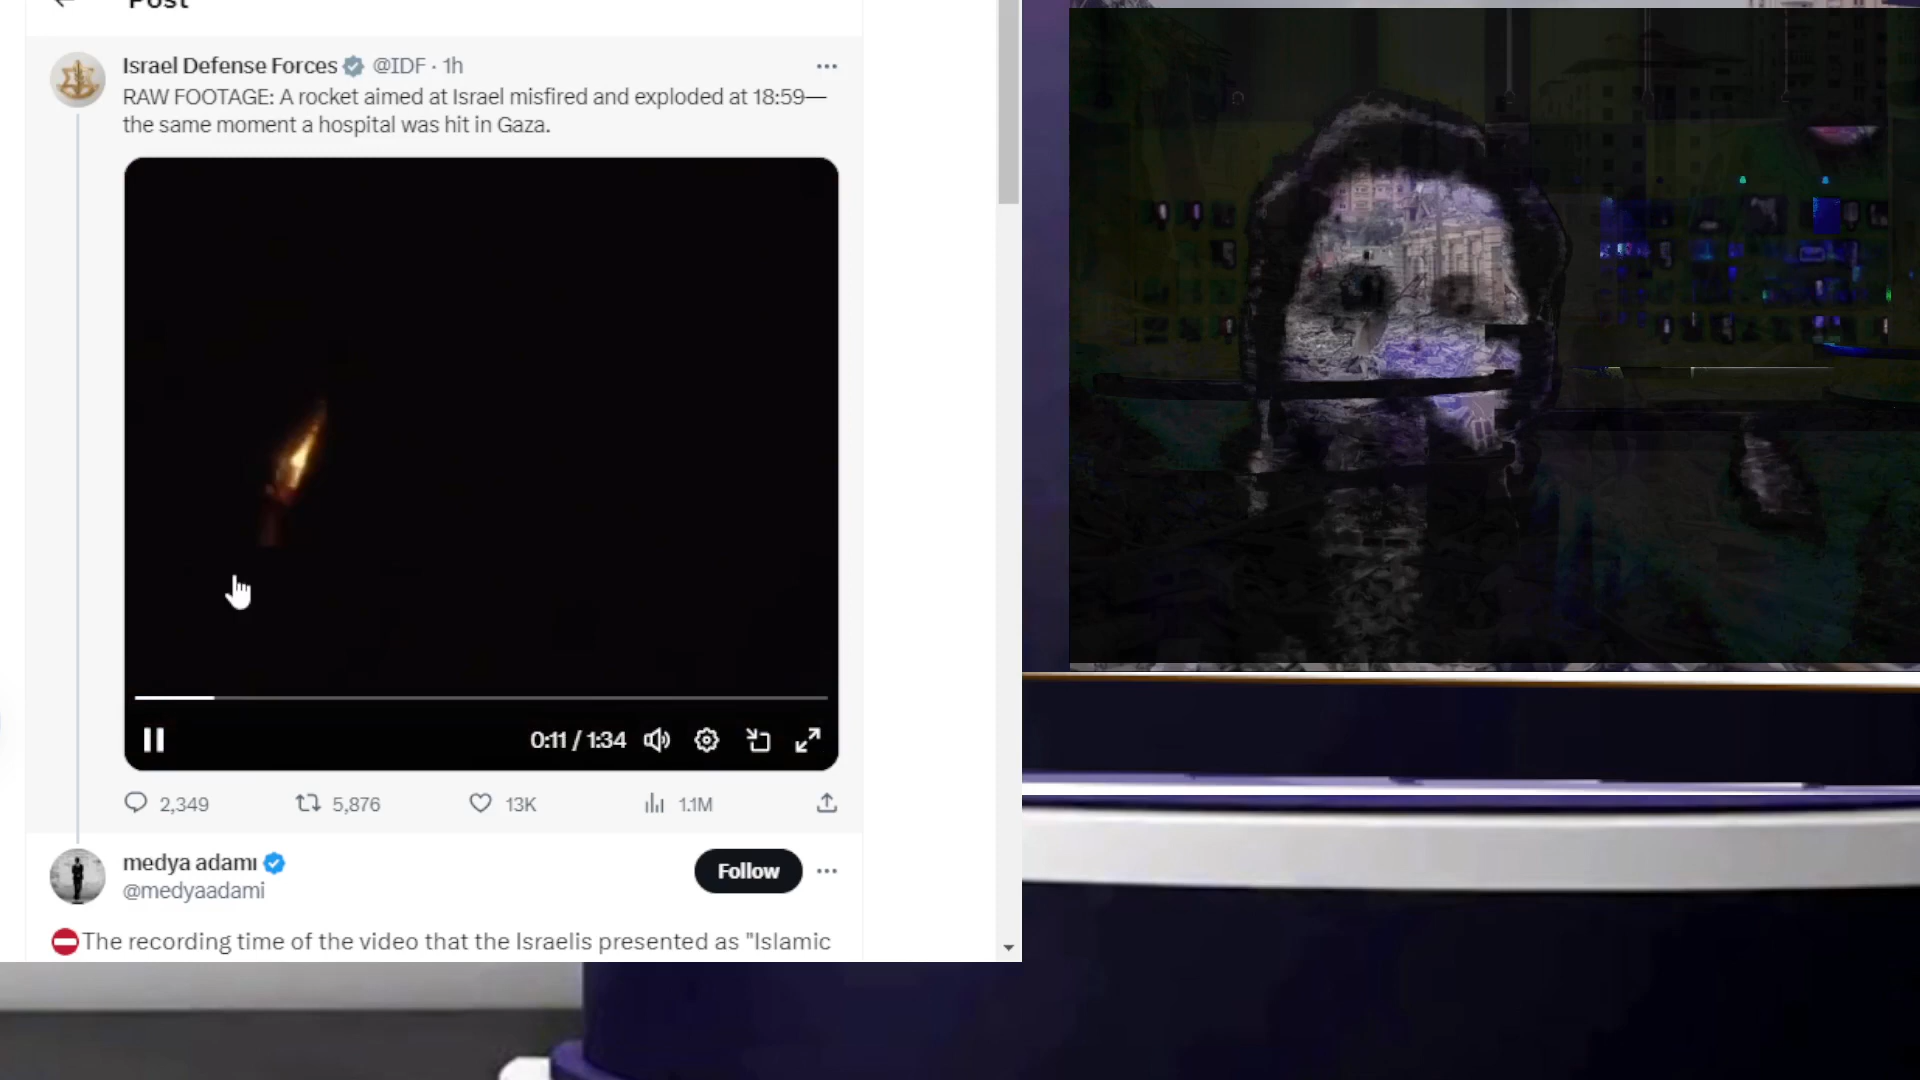 Post
Israel Defense Forces @IDF · 1h
RAW FOOTAGE: A rocket aimed at Israel misfired and exploded at 18:59—
the same moment a hospital was hit in Gaza.
0:11 / 1:34
2,349 5,876 13K 1.1M
medya adamı
@medyaadami
Follow
The recording time of the video that the Israelis presented as "Islamic